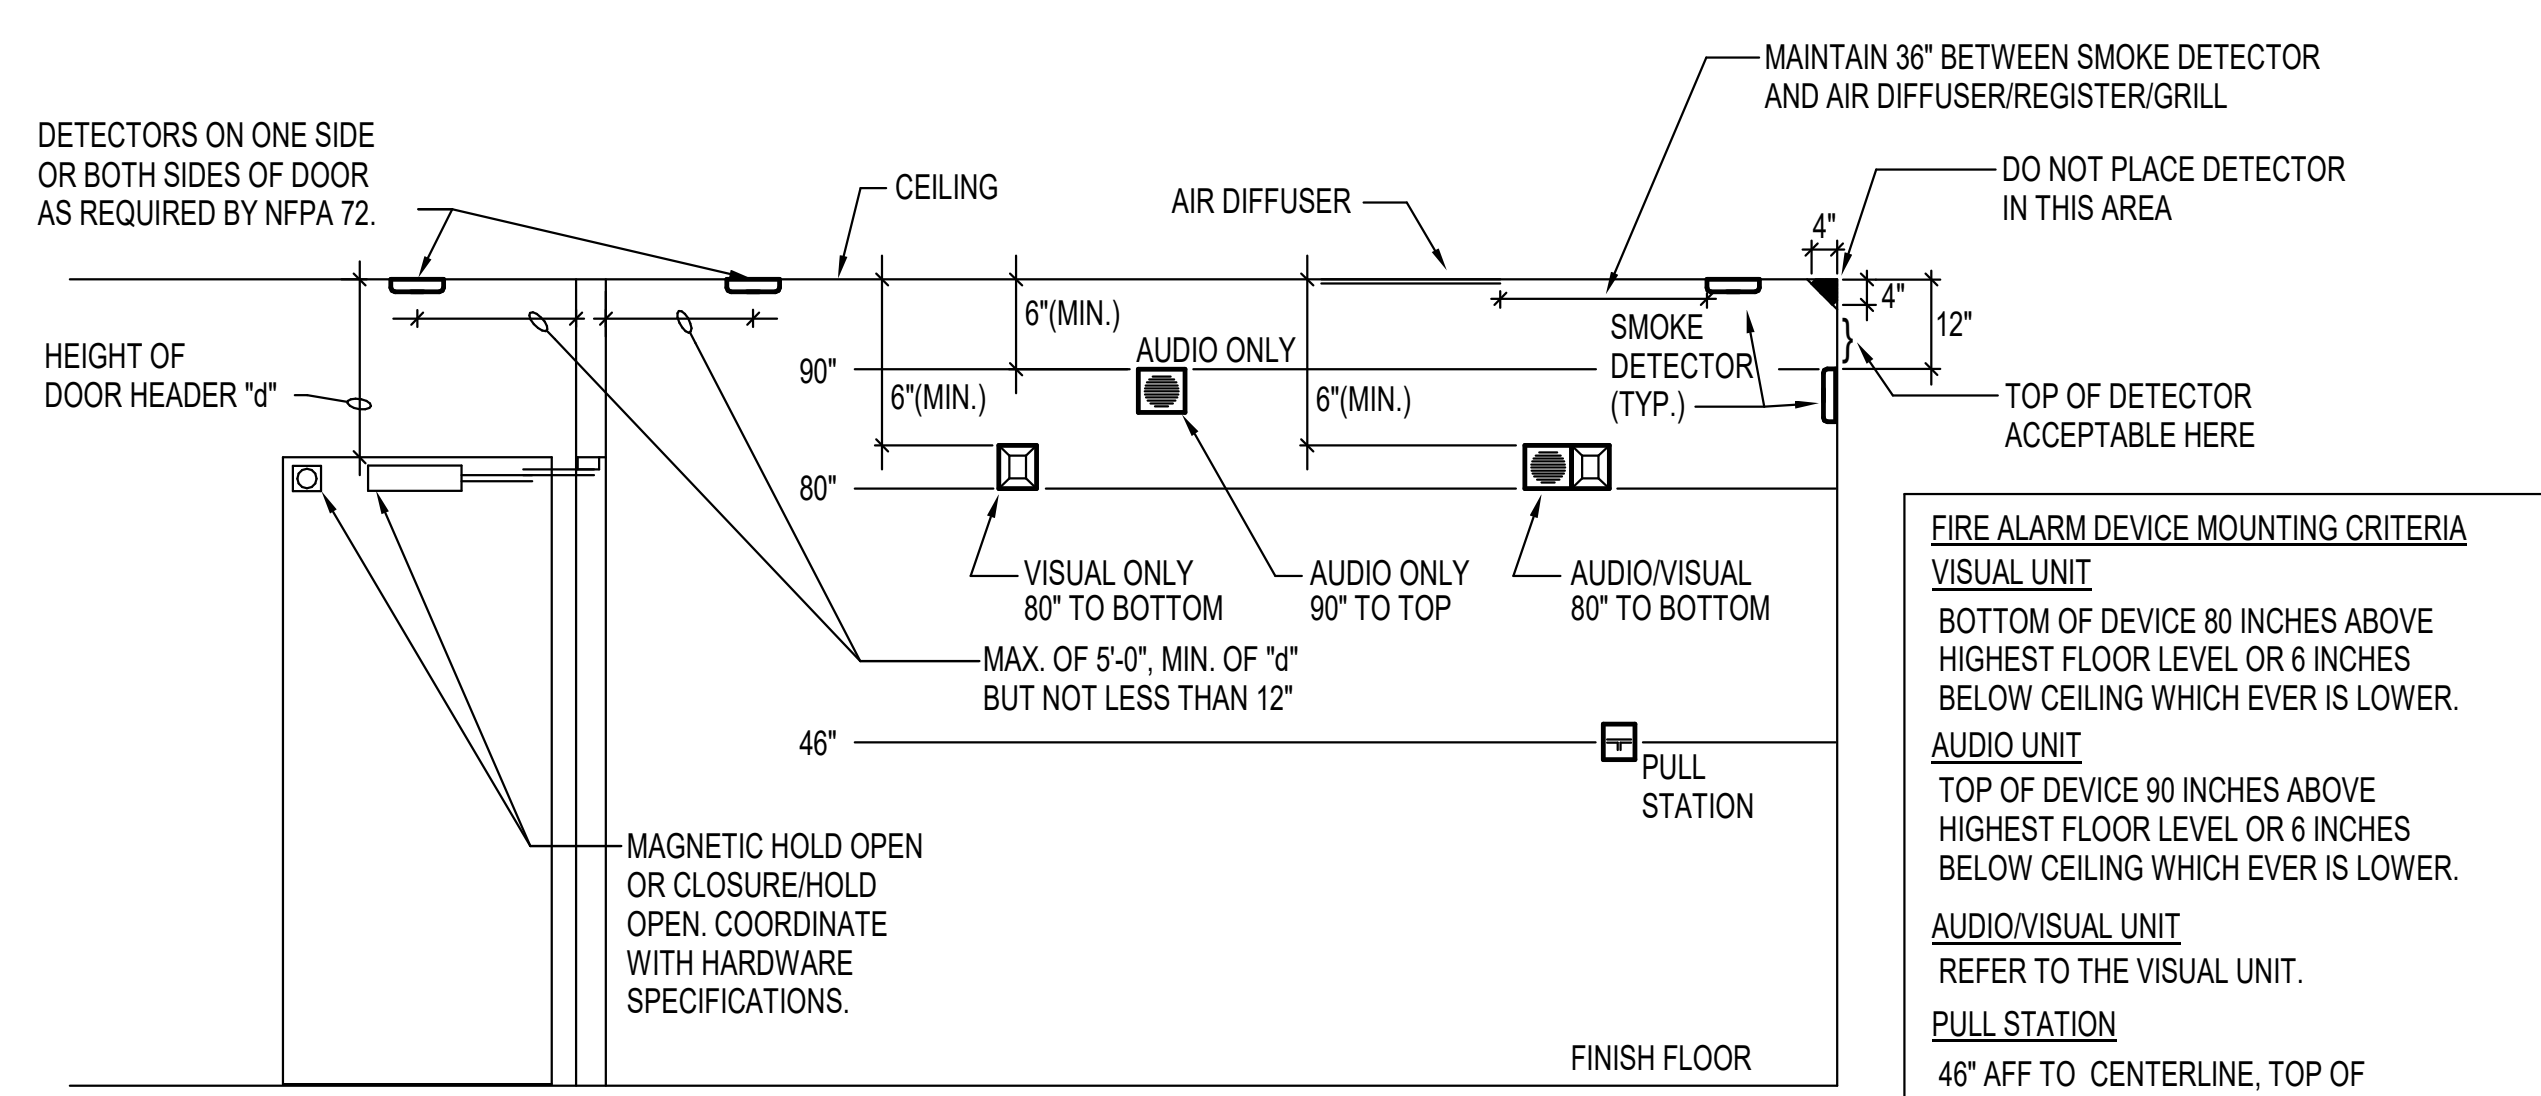 MAINTAIN 36" BETWEEN SMOKE DETECTOR
AND AIR DIFFUSER/REGISTER/GRILL
DETECTORS ON ONE SIDE
OR BOTH SIDES OF DOOR
AS REQUIRED BY NFPA 72.
CEILING
AIR DIFFUSER
DO NOT PLACE DETECTOR
IN THIS AREA
4"
4"
12"
6"(MIN.)
SMOKE
DETECTOR
(TYP.)
HEIGHT OF
DOOR HEADER "d"
90"
AUDIO ONLY
6"(MIN.)
6"(MIN.)
TOP OF DETECTOR
ACCEPTABLE HERE
80"
VISUAL ONLY
80" TO BOTTOM
AUDIO ONLY
90" TO TOP
AUDIO/VISUAL
80" TO BOTTOM
MAX. OF 5'-0", MIN. OF "d"
BUT NOT LESS THAN 12"
46"
PULL
STATION
MAGNETIC HOLD OPEN
OR CLOSURE/HOLD
OPEN. COORDINATE
WITH HARDWARE
SPECIFICATIONS.
FINISH FLOOR
FIRE ALARM DEVICE MOUNTING CRITERIA
VISUAL UNIT
BOTTOM OF DEVICE 80 INCHES ABOVE
HIGHEST FLOOR LEVEL OR 6 INCHES
BELOW CEILING WHICH EVER IS LOWER.
AUDIO UNIT
TOP OF DEVICE 90 INCHES ABOVE
HIGHEST FLOOR LEVEL OR 6 INCHES
BELOW CEILING WHICH EVER IS LOWER.
AUDIO/VISUAL UNIT
REFER TO THE VISUAL UNIT.
PULL STATION
46" AFF TO CENTERLINE, TOP OF